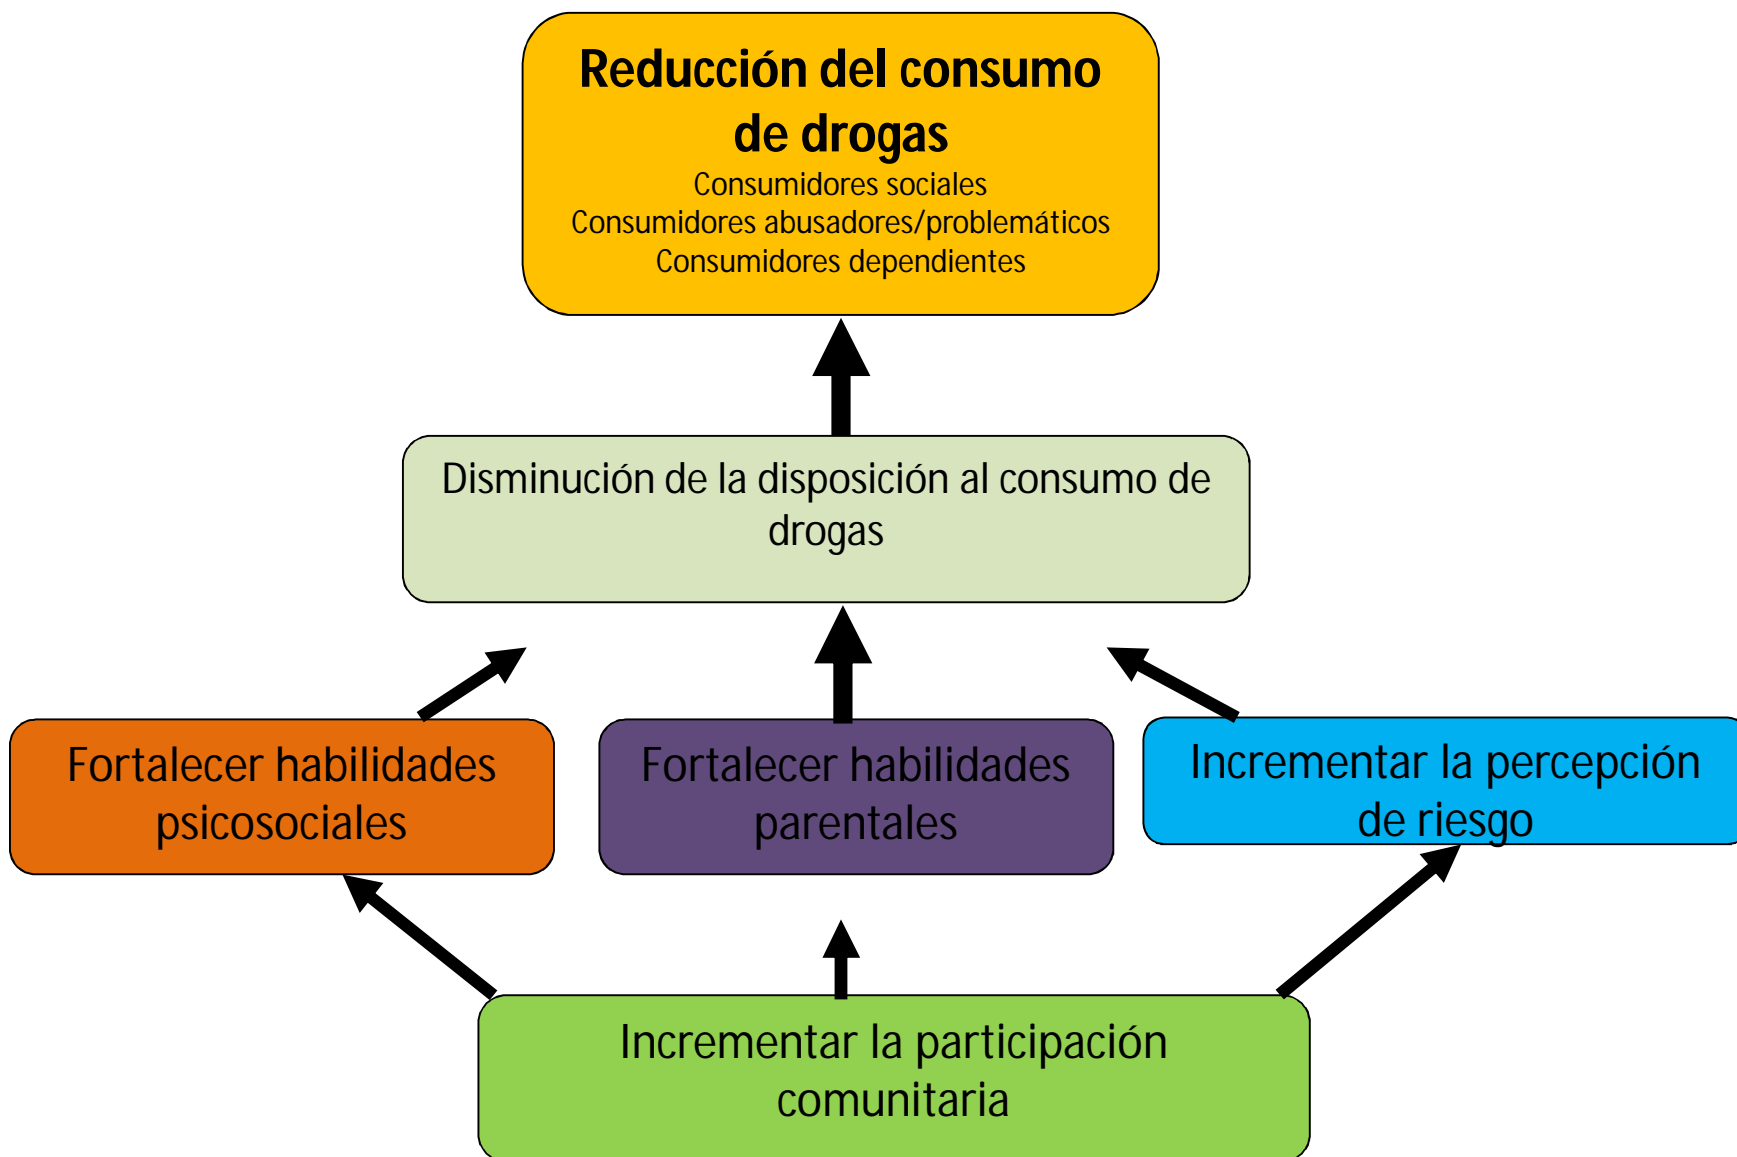 Reducción del consumo
de drogas
Consumidores sociales
Consumidores abusadores/problemáticos
Consumidores dependientes
Disminución de la disposición al consumo de
drogas
Fortalecer habilidades
psicosociales
Fortalecer habilidades
parentales
Incrementar la percepción
de riesgo
Incrementar la participación
comunitaria